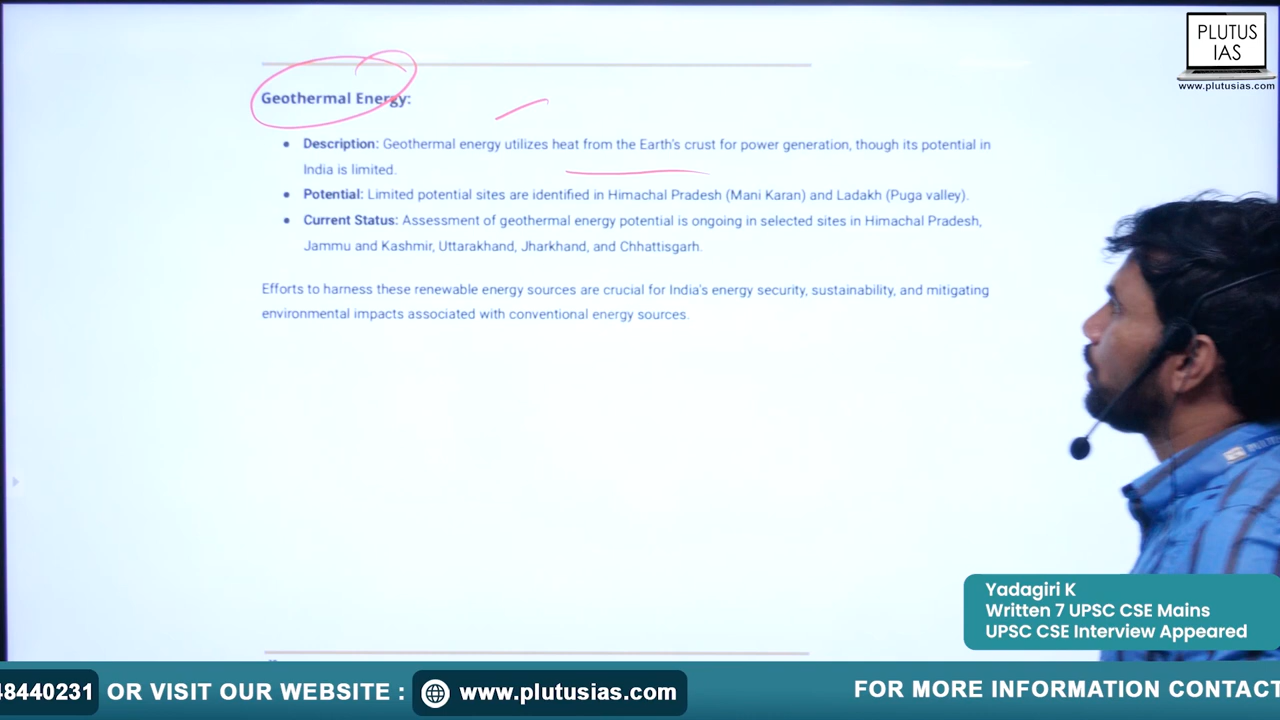 PLUTUS
IAS
www.plutusias.com
Geothermal Energy:
• Description: Geothermal energy utilizes heat from the Earth's crust for power generation, though its potential in
India is limited.
• Potential: Limited potential sites are identified in Himachal Pradesh (Mani Karan) and Ladakh (Puga valley).
• Current Status: Assessment of geothermal energy potential is ongoing in selected sites in Himachal Pradesh,
Jammu and Kashmir, Uttarakhand, Jharkhand, and Chhattisgarh.
Efforts to harness these renewable energy sources are crucial for India's energy security, sustainability, and mitigating
environmental impacts associated with conventional energy sources.
Yadagiri K
Written 7 UPSC CSE Mains
UPSC CSE Interview Appeared
48440231 OR VISIT OUR WEBSITE : www.plutusias.com FOR MORE INFORMATION CONTACT